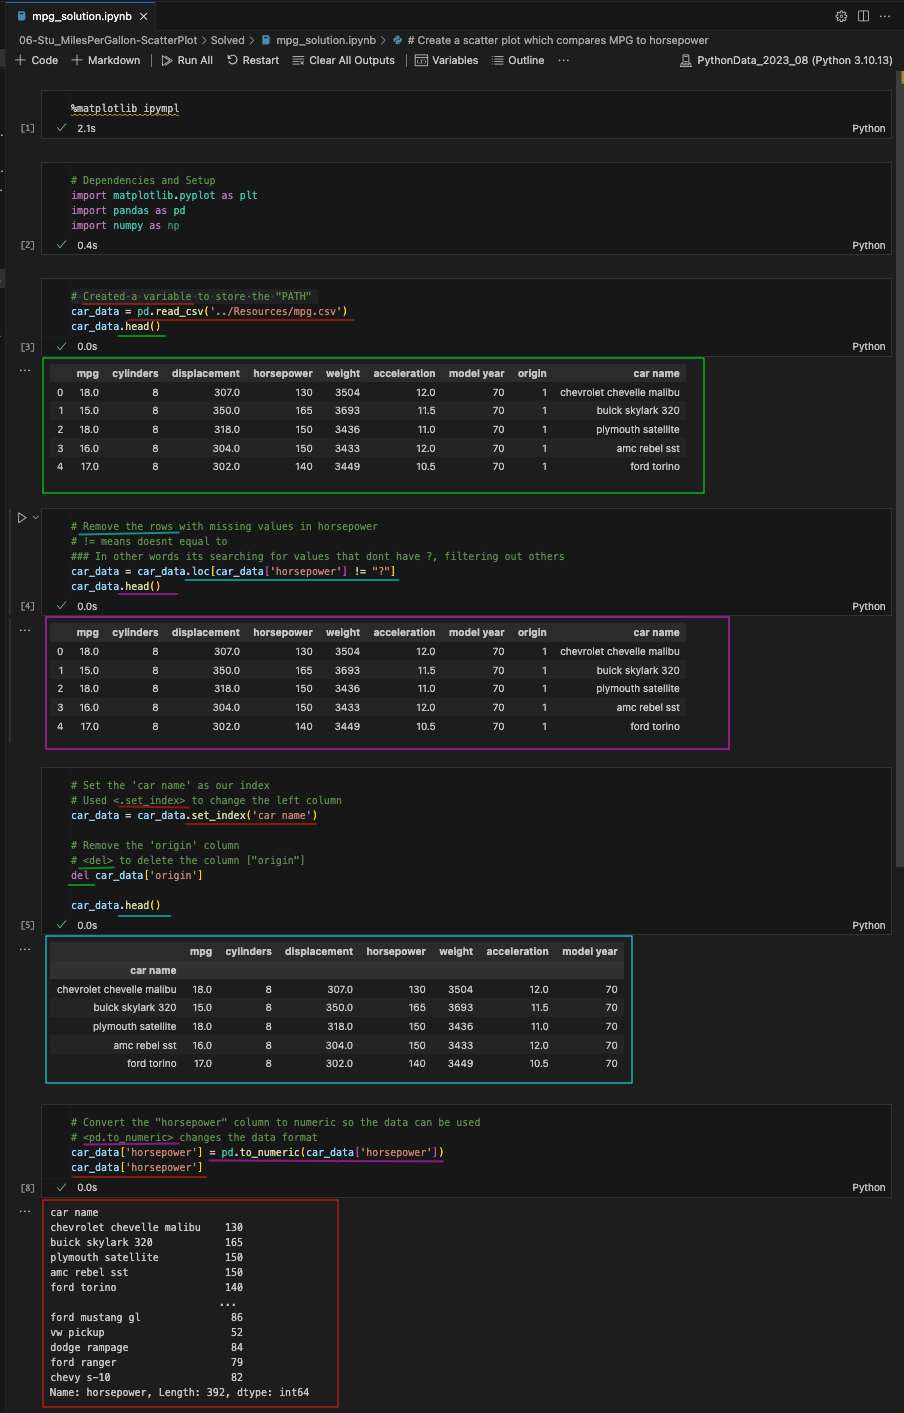 mpg_solution.ipynb
06-Stu_MilesPerGallon-ScatterPlot > Solved > mpg_solution.ipynb > # Create a scatter plot which compares MPG to horsepower
+ Code + Markdown | Run All Restart Clear All Outputs | Variables Outline ... PythonData_2023_08 (Python 3.10.13)
%matplotlib ipympl
[1] 2.1s Python
# Dependencies and Setup
import matplotlib.pyplot as plt
import pandas as pd
import numpy as np
[2] 0.4s Python
# Created a variable to store the "PATH"
car_data = pd.read_csv('../Resources/mpg.csv')
car_data.head()
[3] 0.0s Python
...
mpg cylinders displacement horsepower weight acceleration model year origin car name
0 18.0 8 307.0 130 3504 12.0 70 1 chevrolet chevelle malibu
1 15.0 8 350.0 165 3693 11.5 70 1 buick skylark 320
2 18.0 8 318.0 150 3436 11.0 70 1 plymouth satellite
3 16.0 8 304.0 150 3433 12.0 70 1 amc rebel sst
4 17.0 8 302.0 140 3449 10.5 70 1 ford torino
# Remove the rows with missing values in horsepower
# != means doesnt equal to
### In other words its searching for values that dont have ?, filtering out others
car_data = car_data.loc[car_data['horsepower'] != "?"]
car_data.head()
[4] 0.0s Python
...
mpg cylinders displacement horsepower weight acceleration model year origin car name
0 18.0 8 307.0 130 3504 12.0 70 1 chevrolet chevelle malibu
1 15.0 8 350.0 165 3693 11.5 70 1 buick skylark 320
2 18.0 8 318.0 150 3436 11.0 70 1 plymouth satellite
3 16.0 8 304.0 150 3433 12.0 70 1 amc rebel sst
4 17.0 8 302.0 140 3449 10.5 70 1 ford torino
# Set the 'car name' as our index
# Used <.set_index> to change the left column
car_data = car_data.set_index('car name')
# Remove the 'origin' column
# <del> to delete the column ["origin"]
del car_data['origin']
car_data.head()
[5] 0.0s Python
...
mpg cylinders displacement horsepower weight acceleration model year
car name
chevrolet chevelle malibu 18.0 8 307.0 130 3504 12.0 70
buick skylark 320 15.0 8 350.0 165 3693 11.5 70
plymouth satellite 18.0 8 318.0 150 3436 11.0 70
amc rebel sst 16.0 8 304.0 150 3433 12.0 70
ford torino 17.0 8 302.0 140 3449 10.5 70
# Convert the "horsepower" column to numeric so the data can be used
# <pd.to_numeric> changes the data format
car_data['horsepower'] = pd.to_numeric(car_data['horsepower'])
car_data['horsepower']
[8] 0.0s Python
...
car name
chevrolet chevelle malibu 130
buick skylark 320 165
plymouth satellite 150
amc rebel sst 150
ford torino 140
...
ford mustang gl 86
vw pickup 52
dodge rampage 84
ford ranger 79
chevy s-10 82
Name: horsepower, Length: 392, dtype: int64